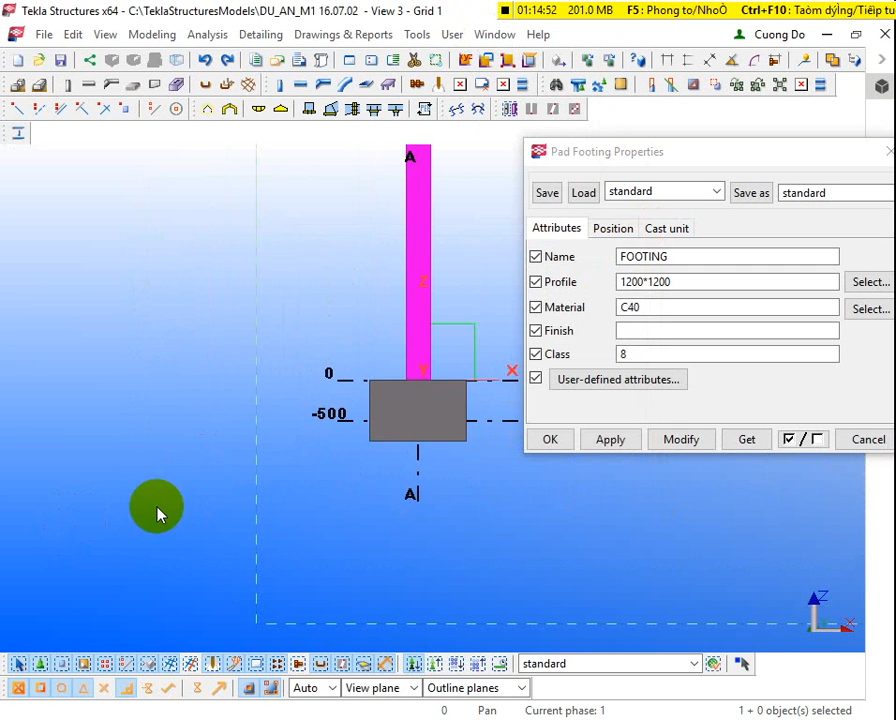 Tekla Structures x64 - C:\TeklaStructuresModels\DU_AN_M1 16.07.02 - View 3 - Grid 1
01:14:52 201.0 MB F5 : Phong to/NhoÒ Ctrl+F10 : Taòm dýÌng/Tiêìp tu
File Edit View Modeling Analysis Detailing Drawings & Reports Tools User Window Help Cuong Do
A
Z
0
Y
X
-500
A
Pad Footing Properties
Save Load standard Save as standard
Attributes Position Cast unit
Name FOOTING
Profile 1200*1200 Select...
Material C40 Select...
Finish
Class 8
User-defined attributes...
OK Apply Modify Get / Cancel
Z
X
standard
Auto View plane Outline planes
0 Pan Current phase: 1 1 + 0 object(s) selected